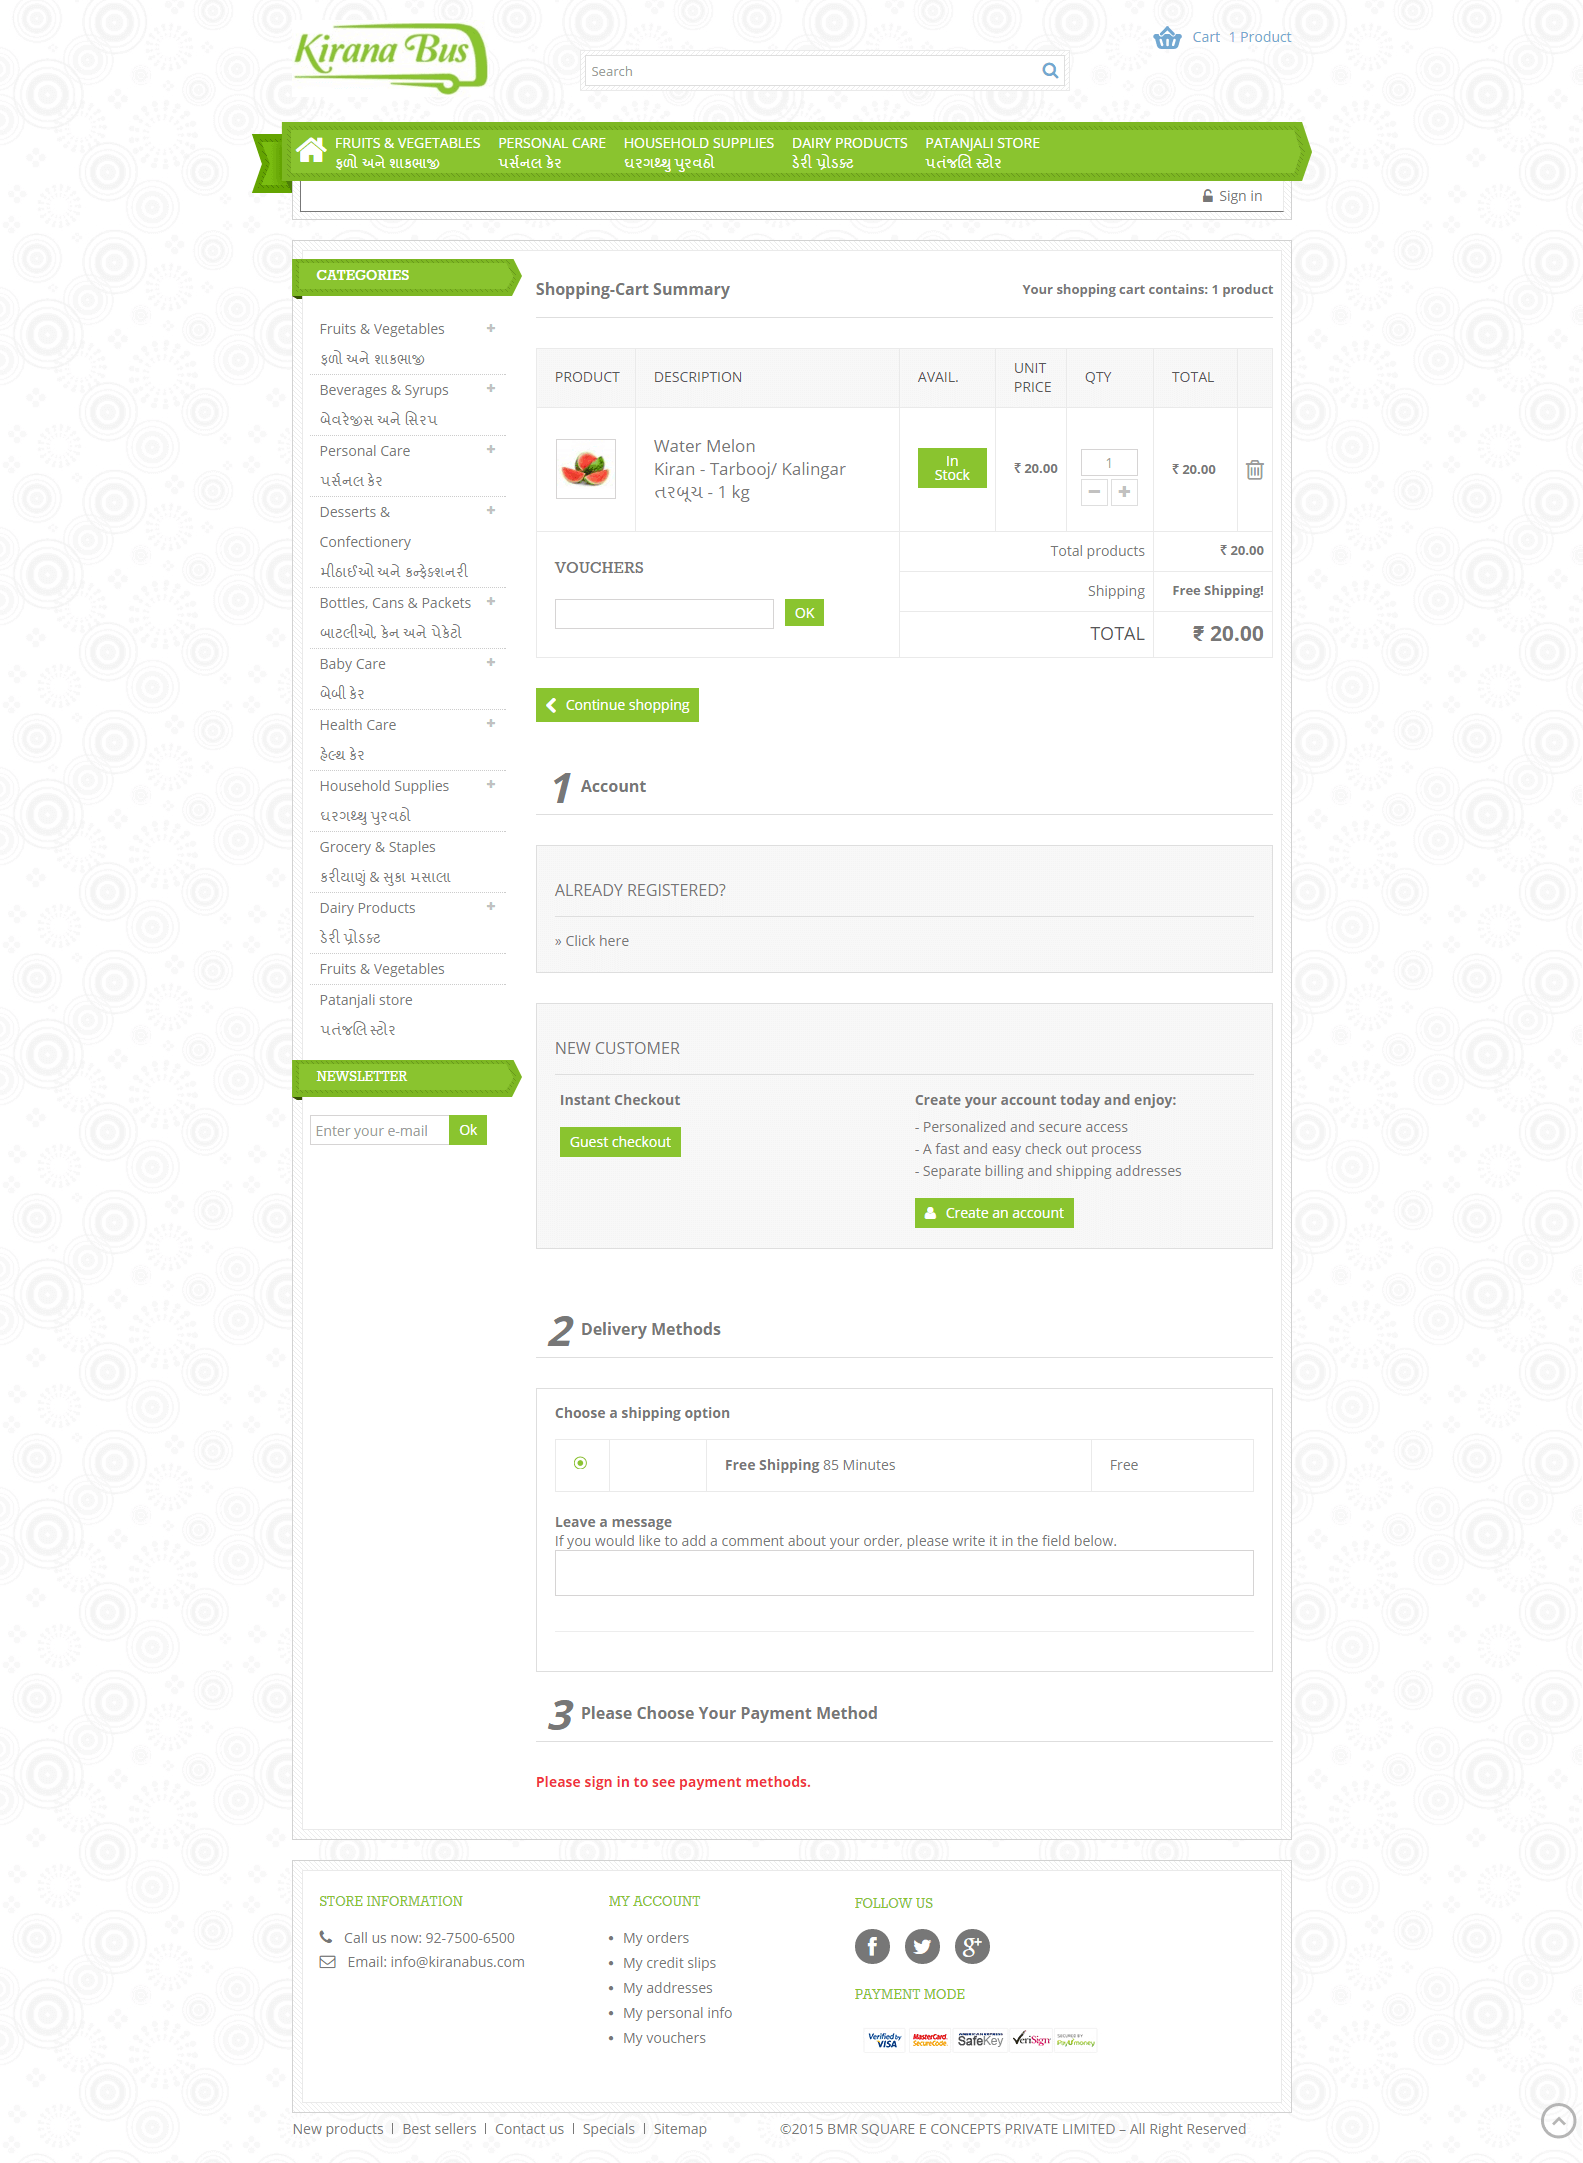 Kirana Bus
Search
Cart 1 Product
FRUITS & VEGETABLES
ફળો અને શાકભાજી
PERSONAL CARE
પર્સનલ કેર
HOUSEHOLD SUPPLIES
ઘરગથ્થુ પુરવઠો
DAIRY PRODUCTS
ડેરી પ્રોડક્ટ
PATANJALI STORE
પતંજલિ સ્ટોર
Sign in
CATEGORIES
Fruits & Vegetables
ફળો અને શાકભાજી
Beverages & Syrups
બેવરેજીસ અને સિરપ
Personal Care
પર્સનલ કેર
Desserts &
Confectionery
મીઠાઈઓ અને કન્ફેક્શનરી
Bottles, Cans & Packets
બાટલીઓ, કેન અને પેકેટો
Baby Care
બેબી કેર
Health Care
હેલ્થ કેર
Household Supplies
ઘરગથ્થુ પુરવઠો
Grocery & Staples
કરીયાણું & સુકા મસાલા
Dairy Products
ડેરી પ્રોડક્ટ
Fruits & Vegetables
Patanjali store
પતંજલિ સ્ટોર
NEWSLETTER
Enter your e-mail Ok
Shopping-Cart Summary
Your shopping cart contains: 1 product
PRODUCT DESCRIPTION AVAIL. UNIT PRICE QTY TOTAL
Water Melon
Kiran - Tarbooj/ Kalingar
તરબૂચ - 1 kg
In Stock
₹ 20.00
1
₹ 20.00
VOUCHERS
OK
Total products ₹ 20.00
Shipping Free Shipping!
TOTAL ₹ 20.00
Continue shopping
1 Account
ALREADY REGISTERED?
» Click here
NEW CUSTOMER
Instant Checkout
Guest checkout
Create your account today and enjoy:
- Personalized and secure access
- A fast and easy check out process
- Separate billing and shipping addresses
Create an account
2 Delivery Methods
Choose a shipping option
Free Shipping 85 Minutes Free
Leave a message
If you would like to add a comment about your order, please write it in the field below.
3 Please Choose Your Payment Method
Please sign in to see payment methods.
STORE INFORMATION
Call us now: 92-7500-6500
Email: info@kiranabus.com
MY ACCOUNT
• My orders
• My credit slips
• My addresses
• My personal info
• My vouchers
FOLLOW US
PAYMENT MODE
Verified by VISA
MasterCard. SecureCode.
AMERICAN EXPRESS SafeKey
VeriSign
SECURED BY PayUmoney
New products | Best sellers | Contact us | Specials | Sitemap
©2015 BMR SQUARE E CONCEPTS PRIVATE LIMITED – All Right Reserved